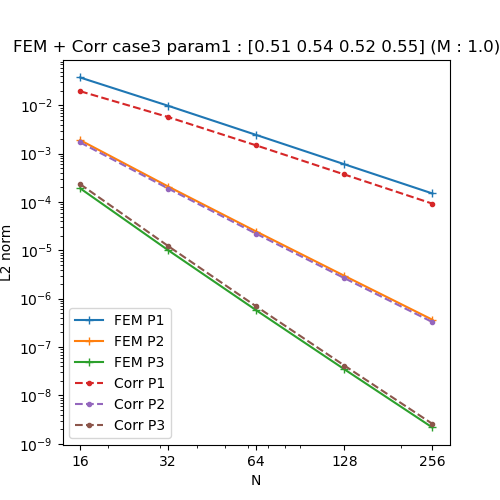 FEM + Corr case3 param1 : [0.51 0.54 0.52 0.55] (M : 1.0)
L2 norm
10⁻²
10⁻³
10⁻⁴
10⁻⁵
10⁻⁶
10⁻⁷
10⁻⁸
10⁻⁹
FEM P1
FEM P2
FEM P3
Corr P1
Corr P2
Corr P3
16 32 64 128 256
N